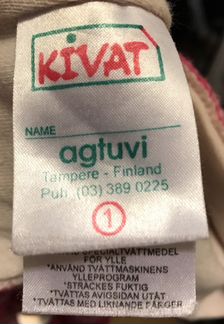 KiVAT
NAME
agtuvi
Tampere - Finland
Puh. (03) 389 0225
1
SPECIALTVÄTTMEDEL
FÖR YLLE
*ANVÄND TVÄTTMASKINENS
YLLEPROGRAM
*STRÄCKES FUKTIG
*TVÄTTAS AVIGSIDAN UTÅT
*TVÄTTAS MED LIKNANDE FÄRGER